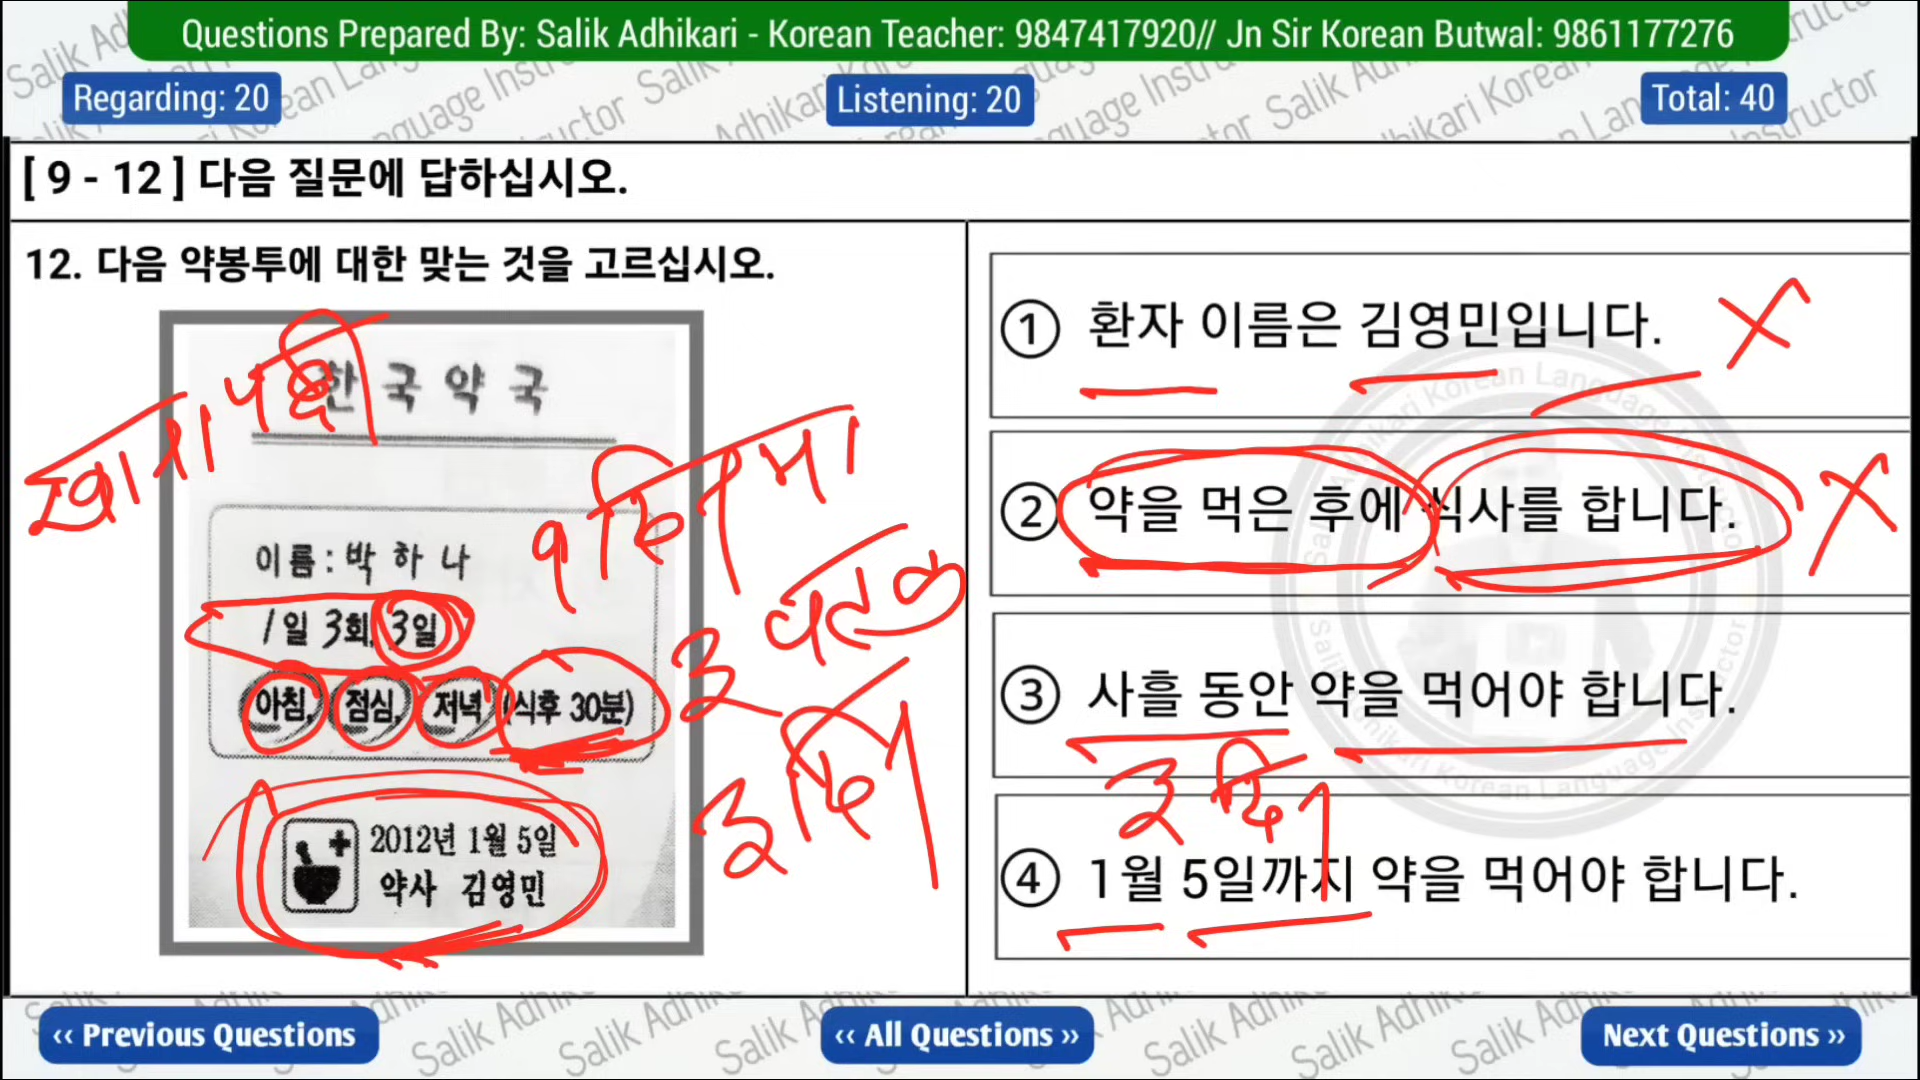 Questions Prepared By: Salik Adhikari - Korean Teacher: 9847417920// Jn Sir Korean Butwal: 9861177276
Regarding: 20
Listening: 20
Total: 40
[ 9 - 12 ] 다음 질문에 답하십시오.
12. 다음 약봉투에 대한 맞는 것을 고르십시오.
한국약국
이름 : 박하나
1일 3회, 3일
아침, 점심, 저녁 (식후 30분)
2012년 1월 5일
약사 김영민
खाना पछि
१ दिनमा
३ पटक
३ दिन
① 환자 이름은 김영민입니다.
② 약을 먹은 후에 식사를 합니다.
③ 사흘 동안 약을 먹어야 합니다.
३ दिन
④ 1월 5일까지 약을 먹어야 합니다.
‹‹ Previous Questions
‹‹ All Questions ››
Next Questions ››